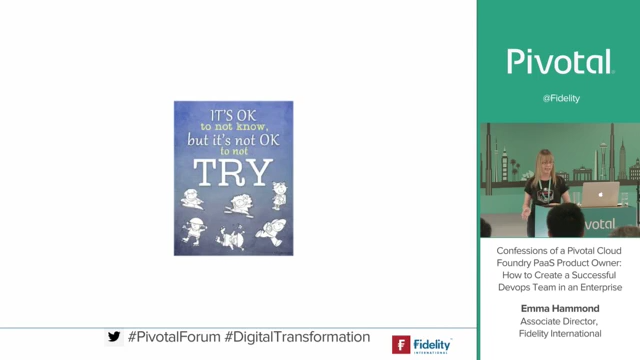 IT'S OK
to not know,
but it's not OK
to not
TRY
#PivotalForum #DigitalTransformation
Fidelity
INTERNATIONAL
Pivotal
@Fidelity
Pivotal
Confessions of a Pivotal Cloud
Foundry PaaS Product Owner:
How to Create a Successful
Devops Team in an Enterprise
Emma Hammond
Associate Director,
Fidelity International